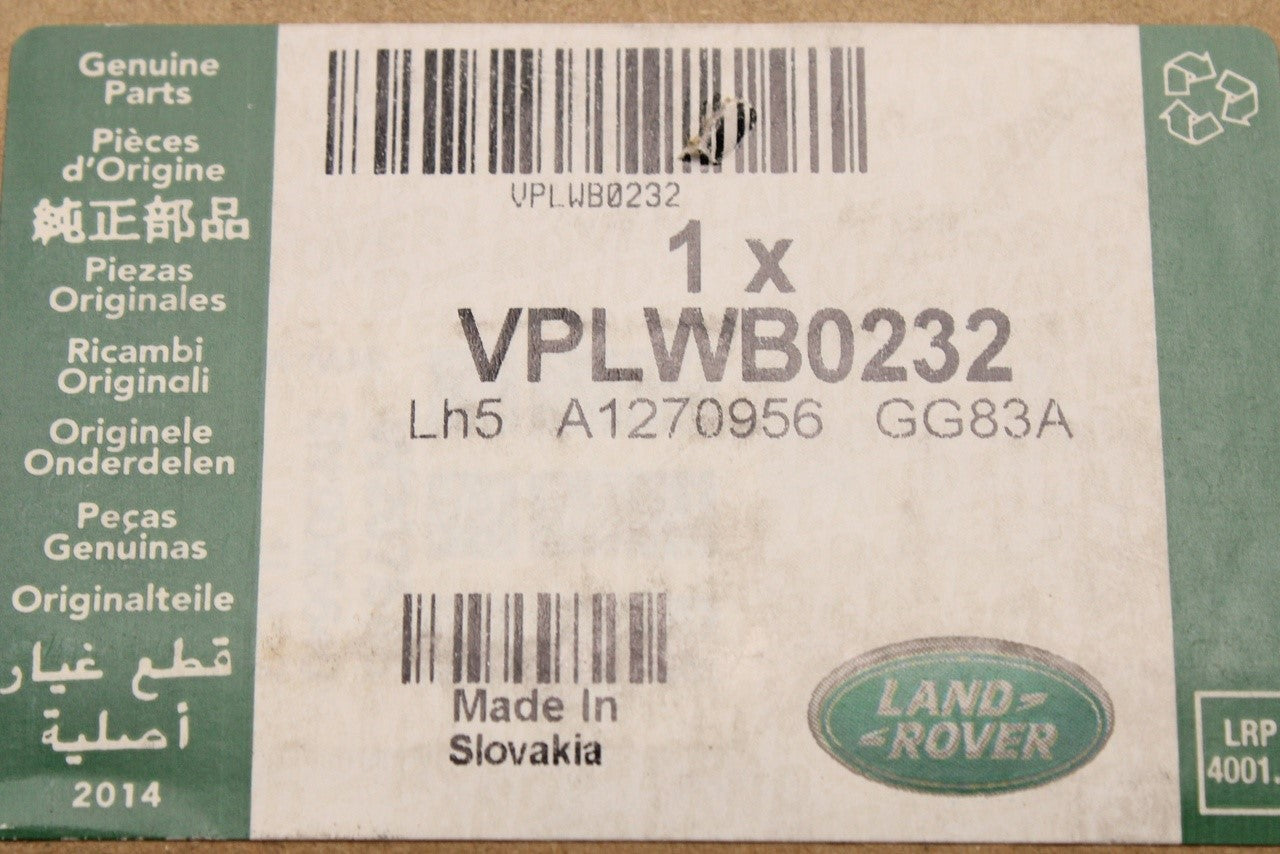 Genuine
Parts
Pièces
d'Origine
純正部品
Piezas
Originales
Ricambi
Originali
Originele
Onderdelen
Peças
Genuinas
Originalteile
قطع غيار
أصلية
2014
VPLWB0232
1 x
VPLWB0232
Lh5 A1270956 GG83A
Made In
Slovakia
LAND-
-ROVER
LRP
4001.